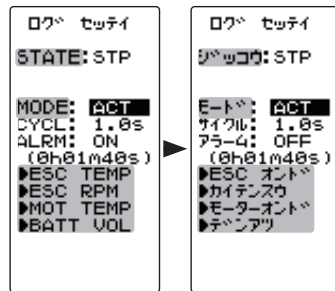 ログ セッテイ
STATE: STP
MODE: ACT
CYCL: 1.0s
ALRM: ON
(0h01m40s)
▶ESC TEMP
▶ESC RPM
▶MOT TEMP
▶BATT VOL
ログ セッテイ
ジッコウ: STP
モード: ACT
サイクル: 1.0s
アラーム: OFF
(0h01m40s)
▶ESC オンド
▶カイテンスウ
▶モーターオンド
▶デンアツ